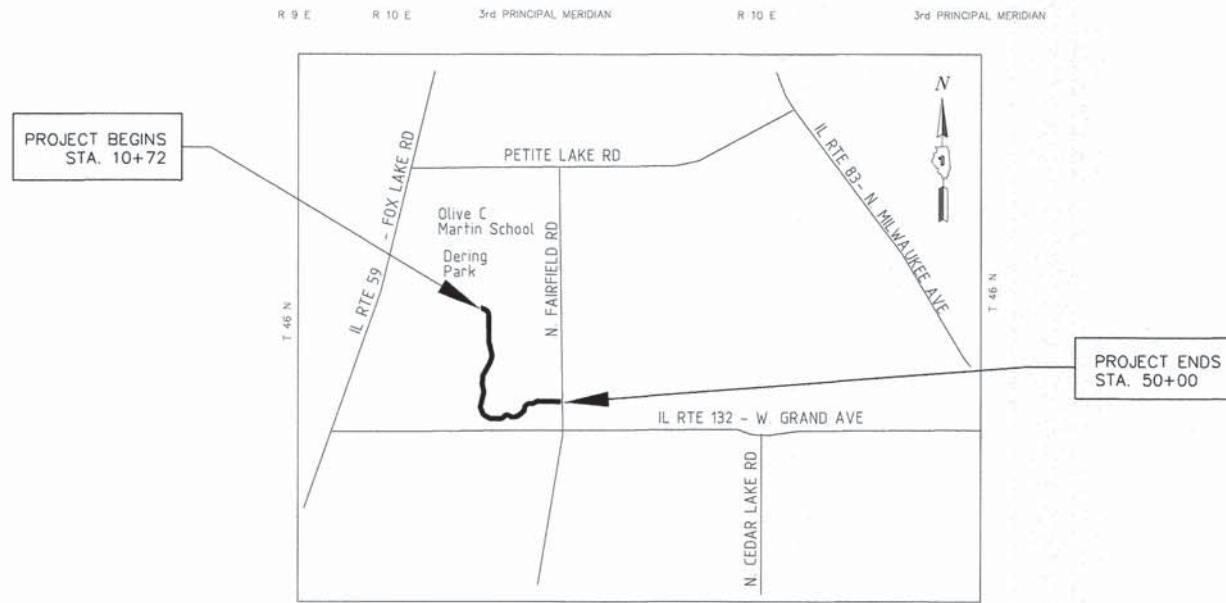 R 9 E R 10 E 3rd PRINCIPAL MERIDIAN R 10 E 3rd PRINCIPAL MERIDIAN
N
PROJECT BEGINS
STA. 10+72
PETITE LAKE RD
IL RTE 59 - FOX LAKE RD
Olive C
Martin School
Dering
Park
N. FAIRFIELD RD
IL RTE 83- N. MILWAUKEE AVE
T 46 N
T 46 N
PROJECT ENDS
STA. 50+00
IL RTE 132 - W. GRAND AVE
N. CEDAR LAKE RD